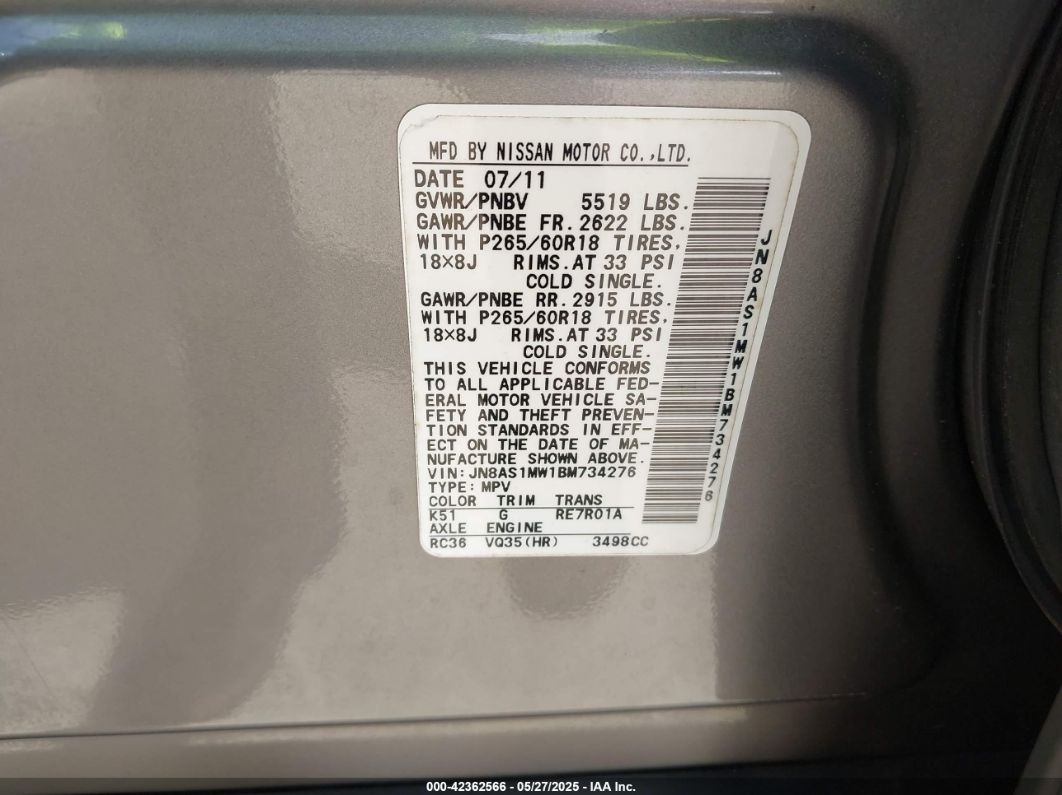 MFD BY NISSAN MOTOR CO.,LTD.
DATE 07/11
GVWR/PNBV 5519 LBS.
GAWR/PNBE FR. 2622 LBS.
WITH P265/60R18 TIRES,
18×8J RIMS.AT 33 PSI
COLD SINGLE.
GAWR/PNBE RR. 2915 LBS.
WITH P265/60R18 TIRES,
18×8J RIMS.AT 33 PSI
COLD SINGLE.
THIS VEHICLE CONFORMS
TO ALL APPLICABLE FED-
ERAL MOTOR VEHICLE SA-
FETY AND THEFT PREVEN-
TION STANDARDS IN EFF-
ECT ON THE DATE OF MA-
NUFACTURE SHOWN ABOVE.
VIN: JN8AS1MW1BM734276
TYPE: MPV
COLOR TRIM TRANS
K51 G RE7R01A
AXLE ENGINE
RC36 VQ35(HR) 3498CC
JN8AS1MW1BM734276
000-42362566 - 05/27/2025 - IAA Inc.